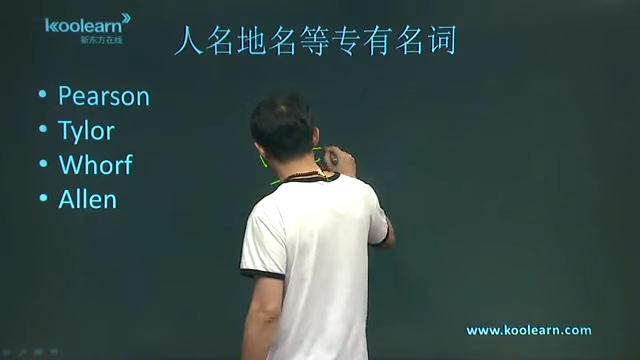 koolearn
新东方在线
人名地名等专有名词
• Pearson
• Tylor
• Whorf
• Allen
www.koolearn.com